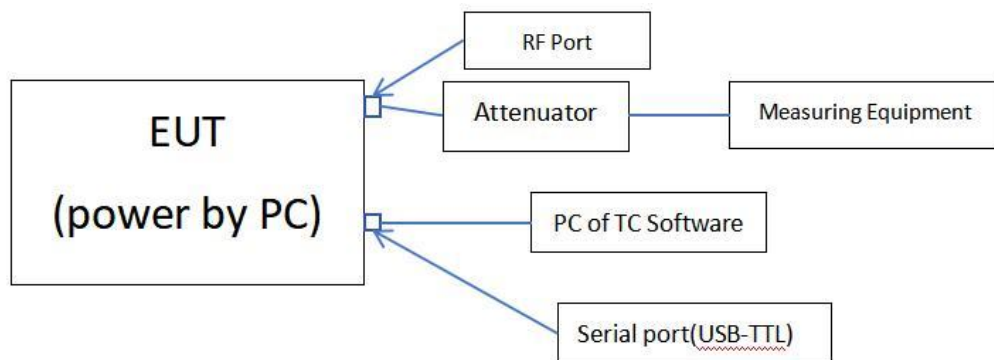 RF Port
EUT
(power by PC)
Attenuator
Measuring Equipment
PC of TC Software
Serial port(USB-TTL)